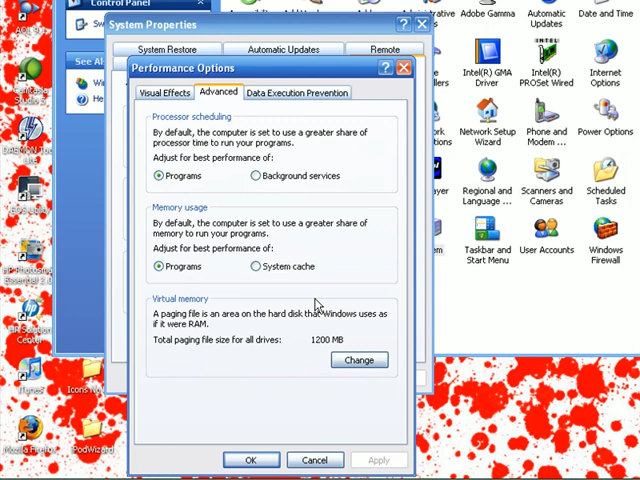 Control Panel
System Properties
System Restore
Automatic Updates
Remote
Performance Options
Visual Effects
Advanced
Data Execution Prevention
Processor scheduling
By default, the computer is set to use a greater share of
processor time to run your programs.
Adjust for best performance of:
Programs
Background services
Memory usage
By default, the computer is set to use a greater share of
memory to run your programs.
Adjust for best performance of:
Programs
System cache
Virtual memory
A paging file is an area on the hard disk that Windows uses as
if it were RAM.
Total paging file size for all drives:
1200 MB
Change
OK
Cancel
Apply
See Al
Adobe Gamma
Automatic
Updates
Date and Time
Intel(R) GMA
Driver
Intel(R)
PROSet Wired
Internet
Options
Network Setup
Wizard
Phone and
Modem ...
Power Options
Regional and
Language ...
Scanners and
Cameras
Scheduled
Tasks
Taskbar and
Start Menu
User Accounts
Windows
Firewall
HP Solution
Center
iTunes
Mozilla Firefox
iPodWizard